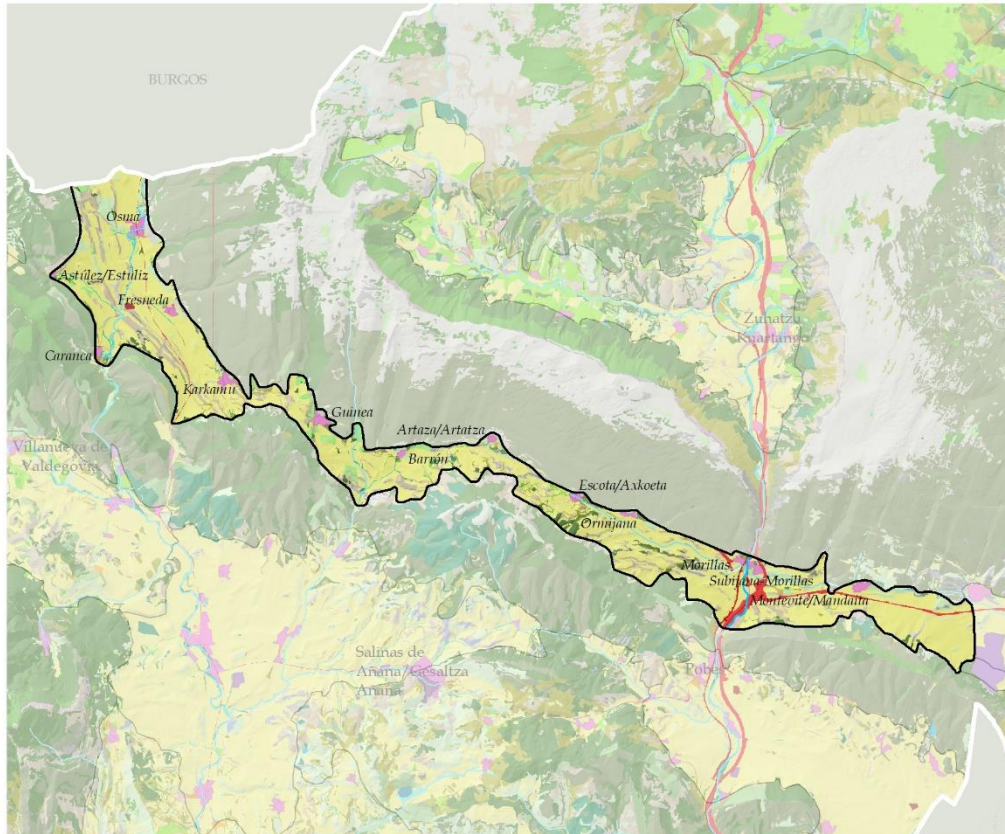 BURGOS
Osma
Astúlez/Estuliz
Fresneda
Caranca
Karkamu
Zuhatzu
Kuartango
Guinea
Artaza/Artatza
Villanueva de
Valdegovía
Barrón
Escota/Axkoeta
Ormijana
Morillas
Subijana-Morillas
Montevite/Mandaita
Salinas de
Añana/Gesaltza
Añana
Pobes